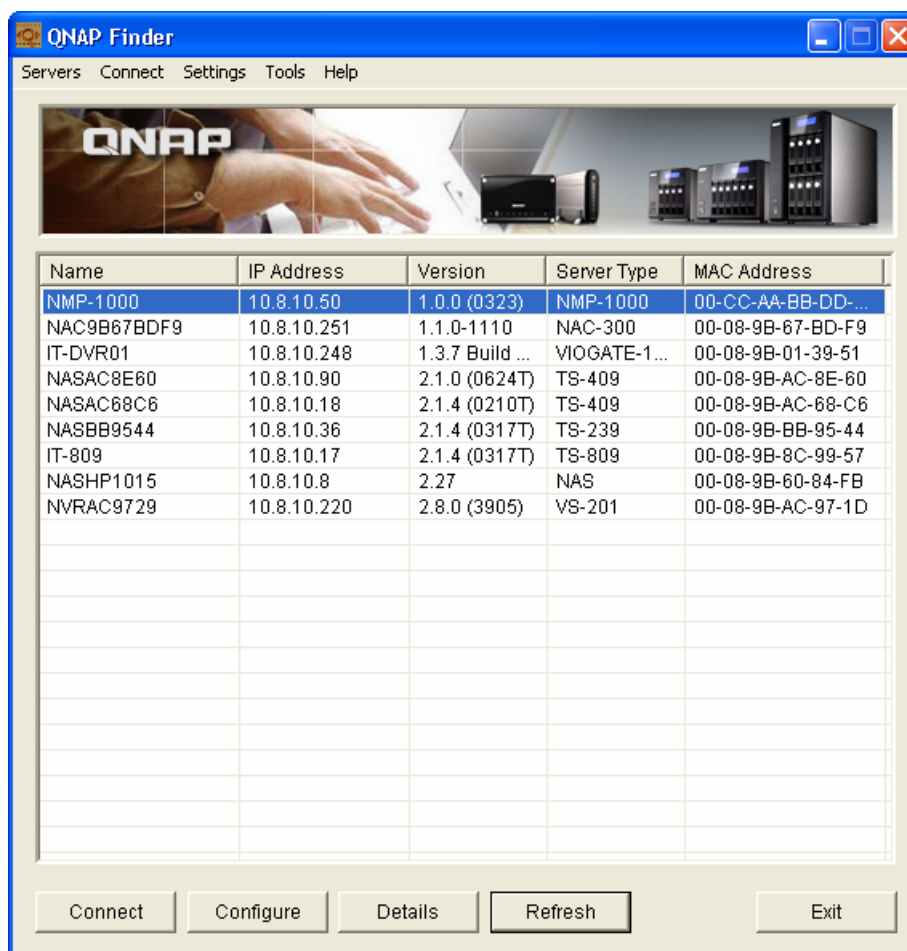 QNAP Finder
Servers Connect Settings Tools Help
QNAP
Name IP Address Version Server Type MAC Address
NMP-1000 10.8.10.50 1.0.0 (0323) NMP-1000 00-CC-AA-BB-DD-...
NAC9B67BDF9 10.8.10.251 1.1.0-1110 NAC-300 00-08-9B-67-BD-F9
IT-DVR01 10.8.10.248 1.3.7 Build ... VIOGATE-1... 00-08-9B-01-39-51
NASAC8E60 10.8.10.90 2.1.0 (0624T) TS-409 00-08-9B-AC-8E-60
NASAC68C6 10.8.10.18 2.1.4 (0210T) TS-409 00-08-9B-AC-68-C6
NASBB9544 10.8.10.36 2.1.4 (0317T) TS-239 00-08-9B-BB-95-44
IT-809 10.8.10.17 2.1.4 (0317T) TS-809 00-08-9B-8C-99-57
NASHP1015 10.8.10.8 2.27 NAS 00-08-9B-60-84-FB
NVRAC9729 10.8.10.220 2.8.0 (3905) VS-201 00-08-9B-AC-97-1D
Connect Configure Details Refresh Exit